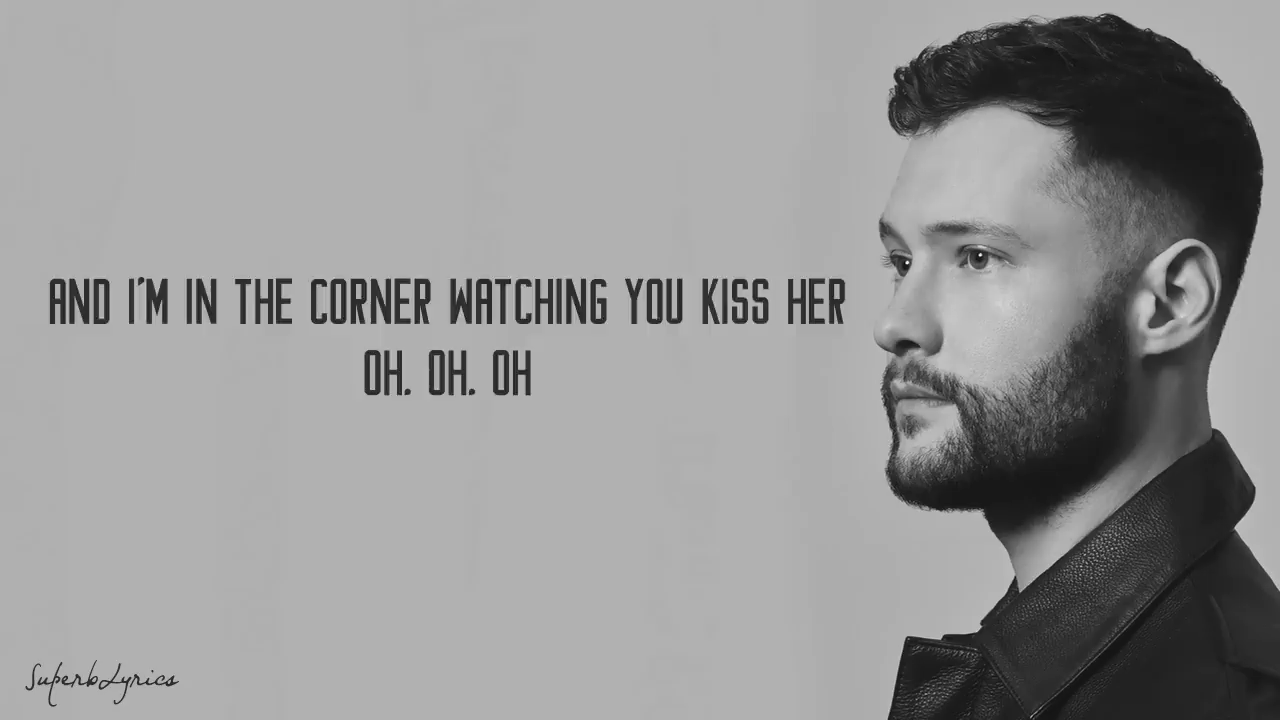 AND I'M IN THE CORNER WATCHING YOU KISS HER
OH, OH, OH
SuperbLyrics